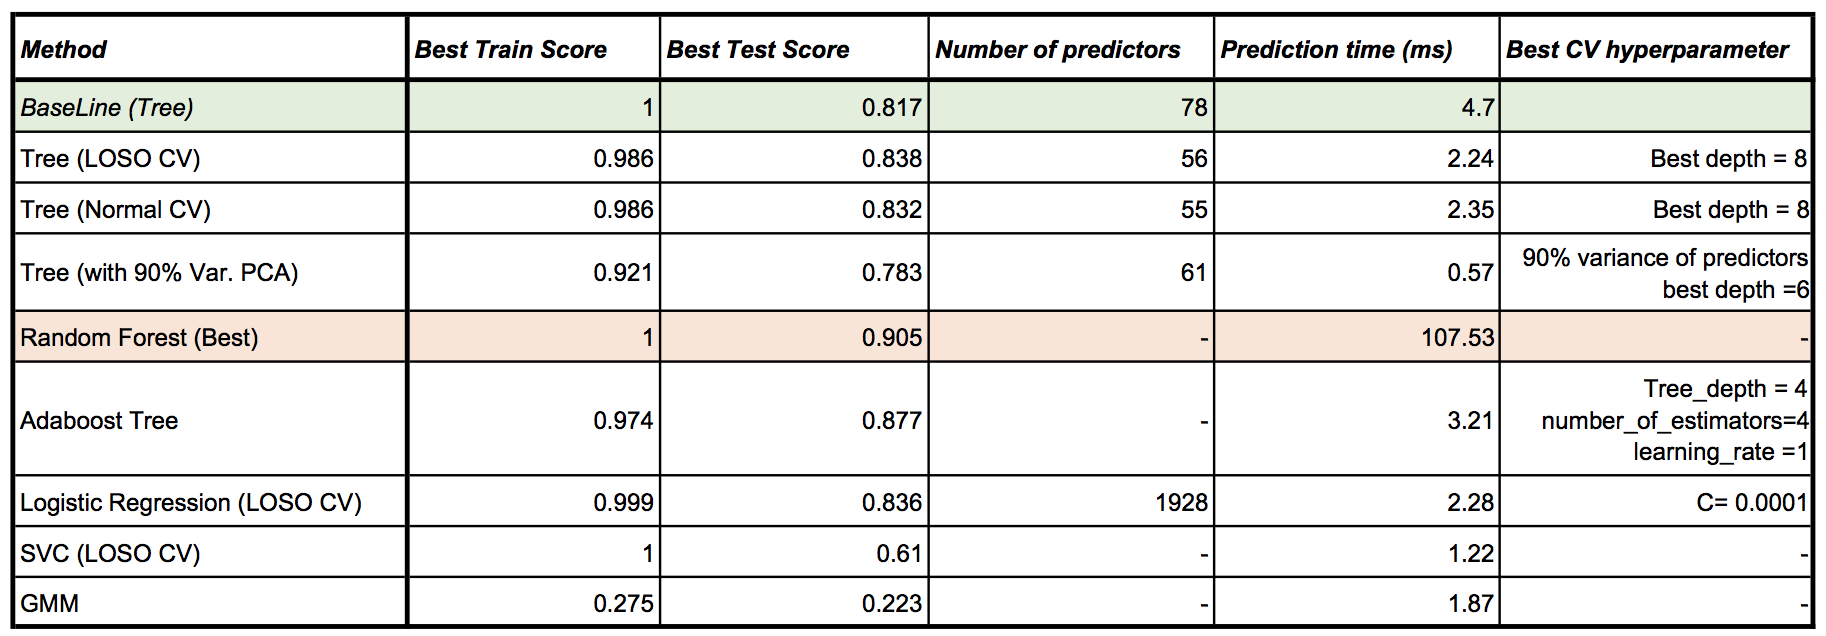 Method Best Train Score Best Test Score Number of predictors Prediction time (ms) Best CV hyperparameter
BaseLine (Tree) 1 0.817 78 4.7
Tree (LOSO CV) 0.986 0.838 56 2.24 Best depth = 8
Tree (Normal CV) 0.986 0.832 55 2.35 Best depth = 8
Tree (with 90% Var. PCA) 0.921 0.783 61 0.57 90% variance of predictors
best depth =6
Random Forest (Best) 1 0.905 - 107.53 -
Adaboost Tree 0.974 0.877 - 3.21 Tree_depth = 4
number_of_estimators=4
learning_rate =1
Logistic Regression (LOSO CV) 0.999 0.836 1928 2.28 C= 0.0001
SVC (LOSO CV) 1 0.61 - 1.22 -
GMM 0.275 0.223 - 1.87 -